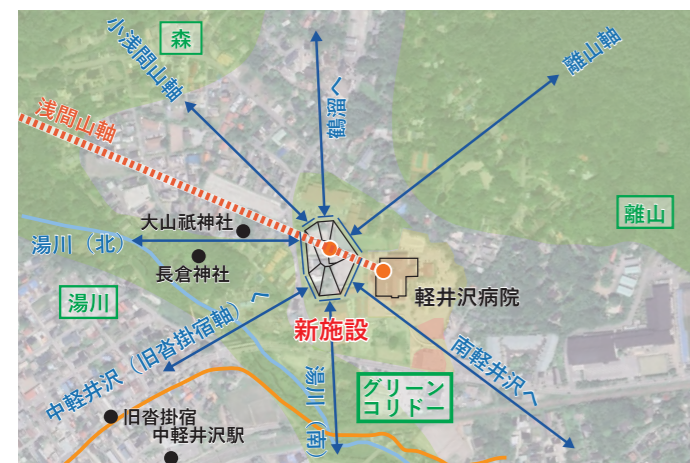 森
小浅間山軸
鶴溜へ
離山軸
浅間山軸
離山
大山祇神社
湯川（北）
長倉神社
軽井沢病院
湯川
新施設
中軽井沢（旧沓掛宿軸）へ
南軽井沢へ
湯川（南）
グリーン
コリドー
旧沓掛宿
中軽井沢駅